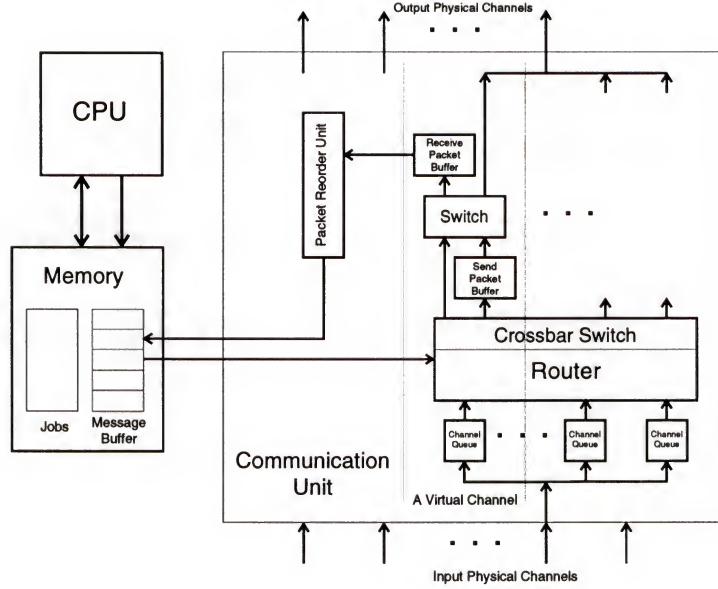 Output Physical Channels
CPU
Packet Reorder Unit
Receive
Packet
Buffer
Switch
Send
Packet
Buffer
Memory
Crossbar Switch
Router
Jobs
Message
Buffer
Channel
Queue
Channel
Queue
Channel
Queue
Communication
Unit
A Virtual Channel
Input Physical Channels